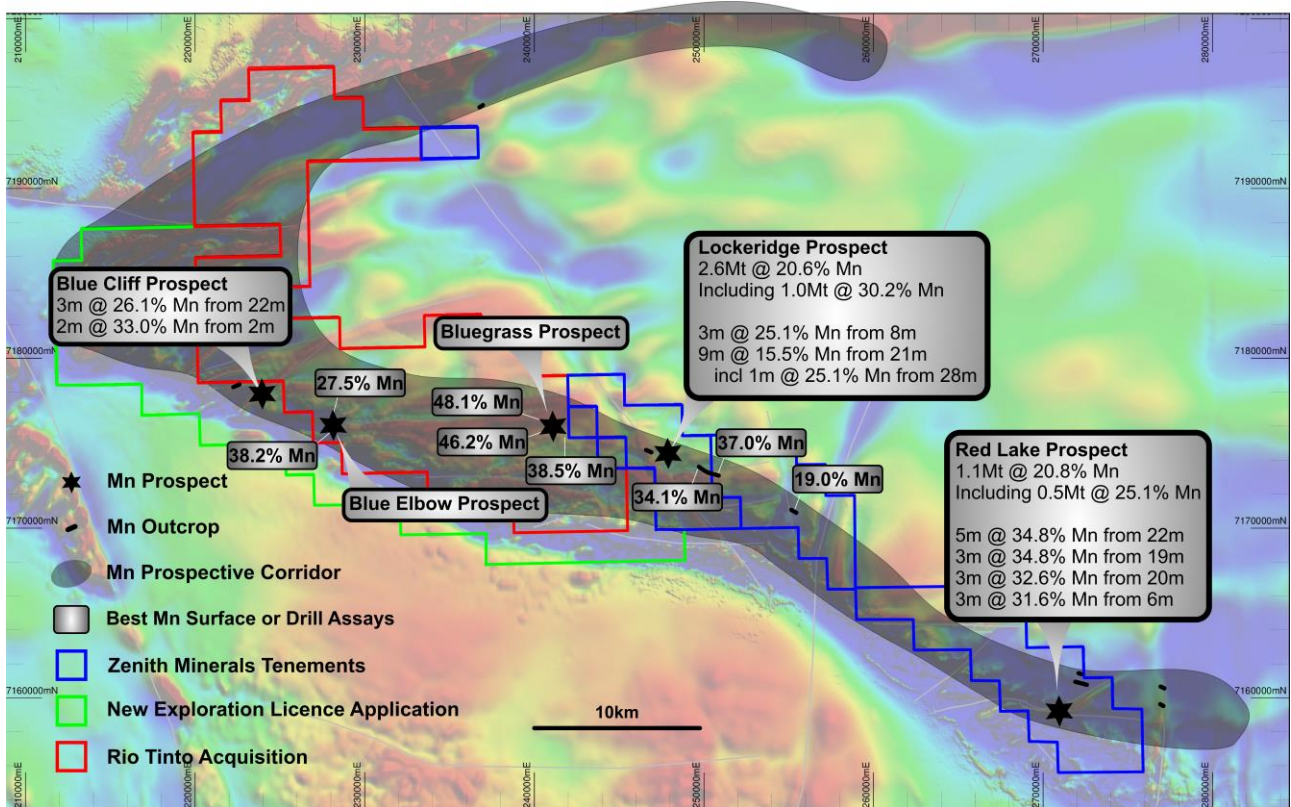 210000mE
220000mE
240000mE
250000mE
270000mE
280000mE
7190000mN
7190000mN
Blue Cliff Prospect
3m @ 26.1% Mn from 22m
2m @ 33.0% Mn from 2m
Lockeridge Prospect
2.6Mt @ 20.6% Mn
Including 1.0Mt @ 30.2% Mn
3m @ 25.1% Mn from 8m
9m @ 15.5% Mn from 21m
incl 1m @ 25.1% Mn from 28m
Bluegrass Prospect
7180000mN
7180000mN
27.5% Mn
48.1% Mn
46.2% Mn
38.5% Mn
38.2% Mn
37.0% Mn
34.1% Mn
19.0% Mn
Blue Elbow Prospect
Red Lake Prospect
1.1Mt @ 20.8% Mn
Including 0.5Mt @ 25.1% Mn
5m @ 34.8% Mn from 22m
3m @ 34.8% Mn from 19m
3m @ 32.6% Mn from 20m
3m @ 31.6% Mn from 6m
7170000mN
7170000mN
Mn Prospect
Mn Outcrop
Mn Prospective Corridor
Best Mn Surface or Drill Assays
Zenith Minerals Tenements
New Exploration Licence Application
Rio Tinto Acquisition
7160000mN
7160000mN
10km
210000mE
220000mE
230000mE
240000mE
250000mE
270000mE
280000mE